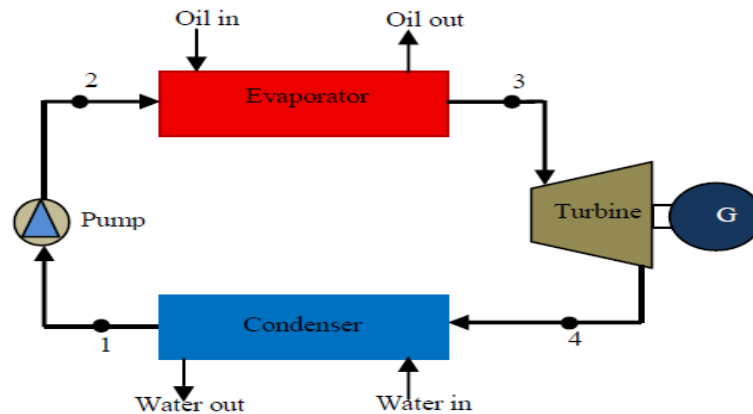 Oil in
Oil out
2
Evaporator
3
Pump
Turbine
G
Condenser
1
4
Water out
Water in